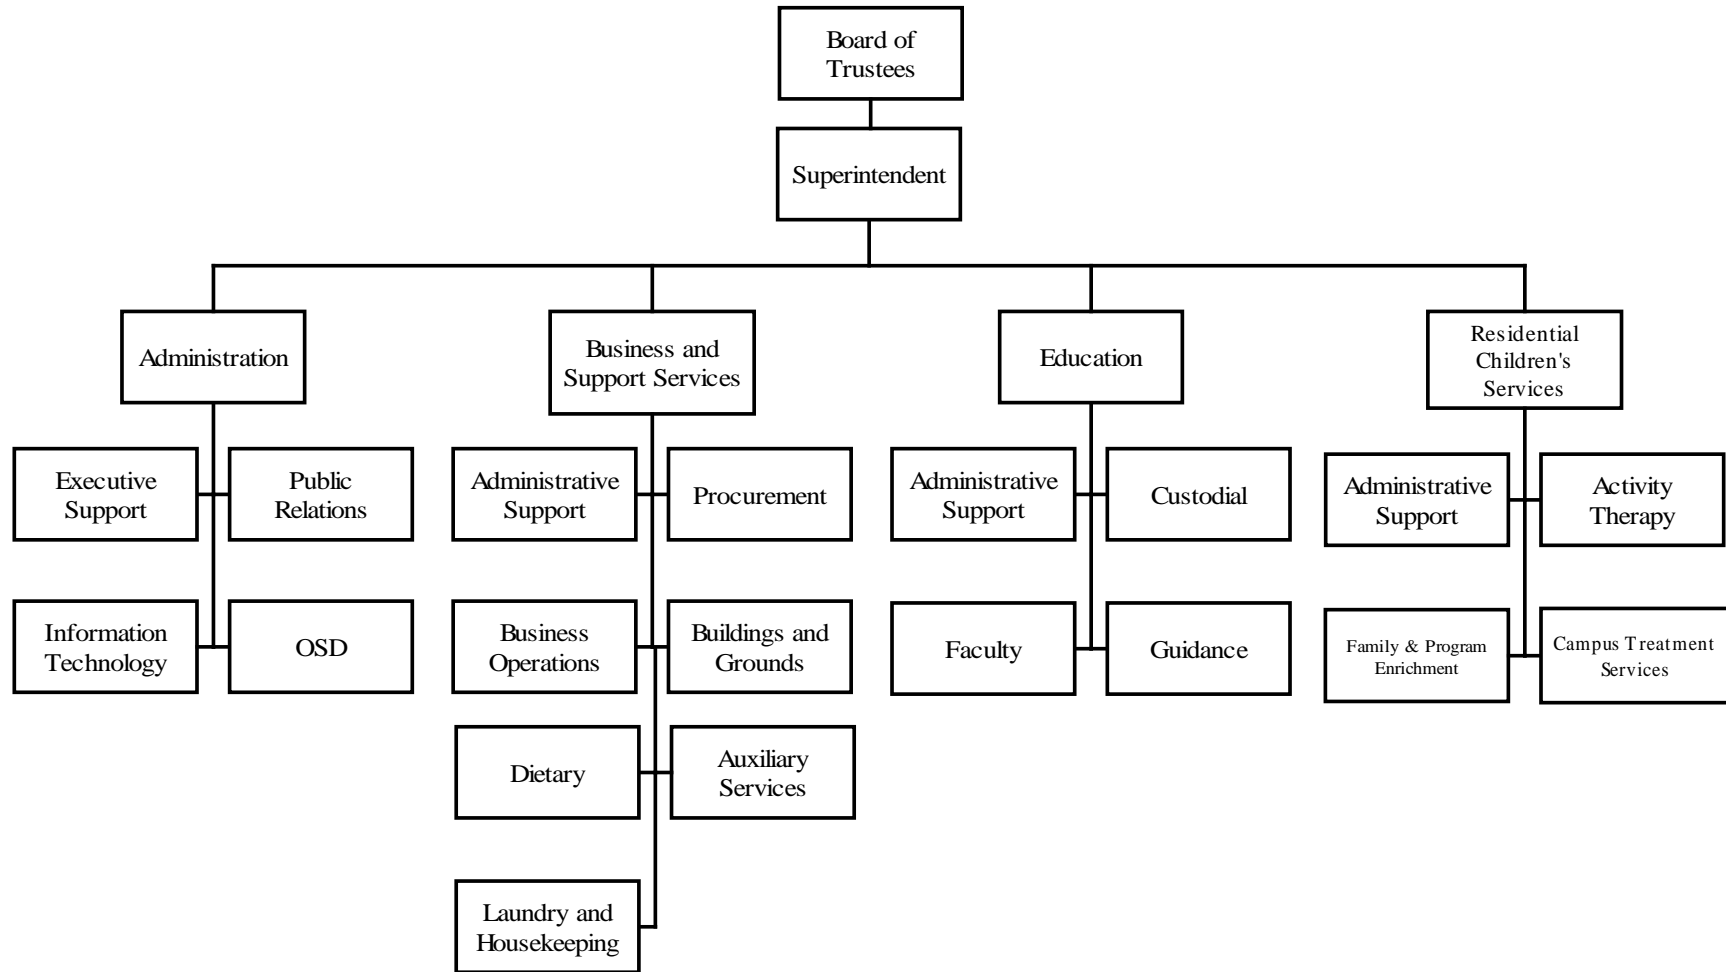 Board of
Trustees
Superintendent
Administration
Business and
Support Services
Education
Residential
Children's
Services
Executive
Support
Public
Relations
Administrative
Support
Procurement
Administrative
Support
Custodial
Administrative
Support
Activity
Therapy
Information
Technology
OSD
Business
Operations
Buildings and
Grounds
Faculty
Guidance
Family & Program
Enrichment
Campus Treatment
Services
Dietary
Auxiliary
Services
Laundry and
Housekeeping